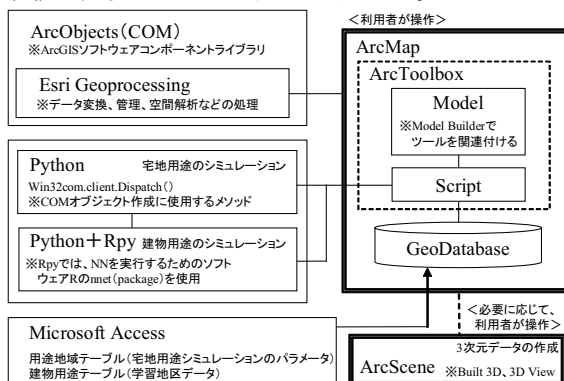 ArcObjects(COM)
※ArcGISソフトウェアコンポーネントライブラリ
Esri Geoprocessing
※データ変換、管理、空間解析などの処理
Python 宅地用途のシミュレーション
Win32com.client.Dispatch()
※COMオブジェクト作成に使用するメソッド
Python＋Rpy 建物用途のシミュレーション
※Rpyでは、NNを実行するためのソフト
ウェアRのnnet(package)を使用
Microsoft Access
用途地域テーブル(宅地用途シミュレーションのパラメータ)
建物用途テーブル(学習地区データ)
＜利用者が操作＞
ArcMap
ArcToolbox
Model
※Model Builderで
ツールを関連付ける
Script
GeoDatabase
＜必要に応じて、
利用者が操作＞
3次元データの作成
ArcScene ※Built 3D、3D View